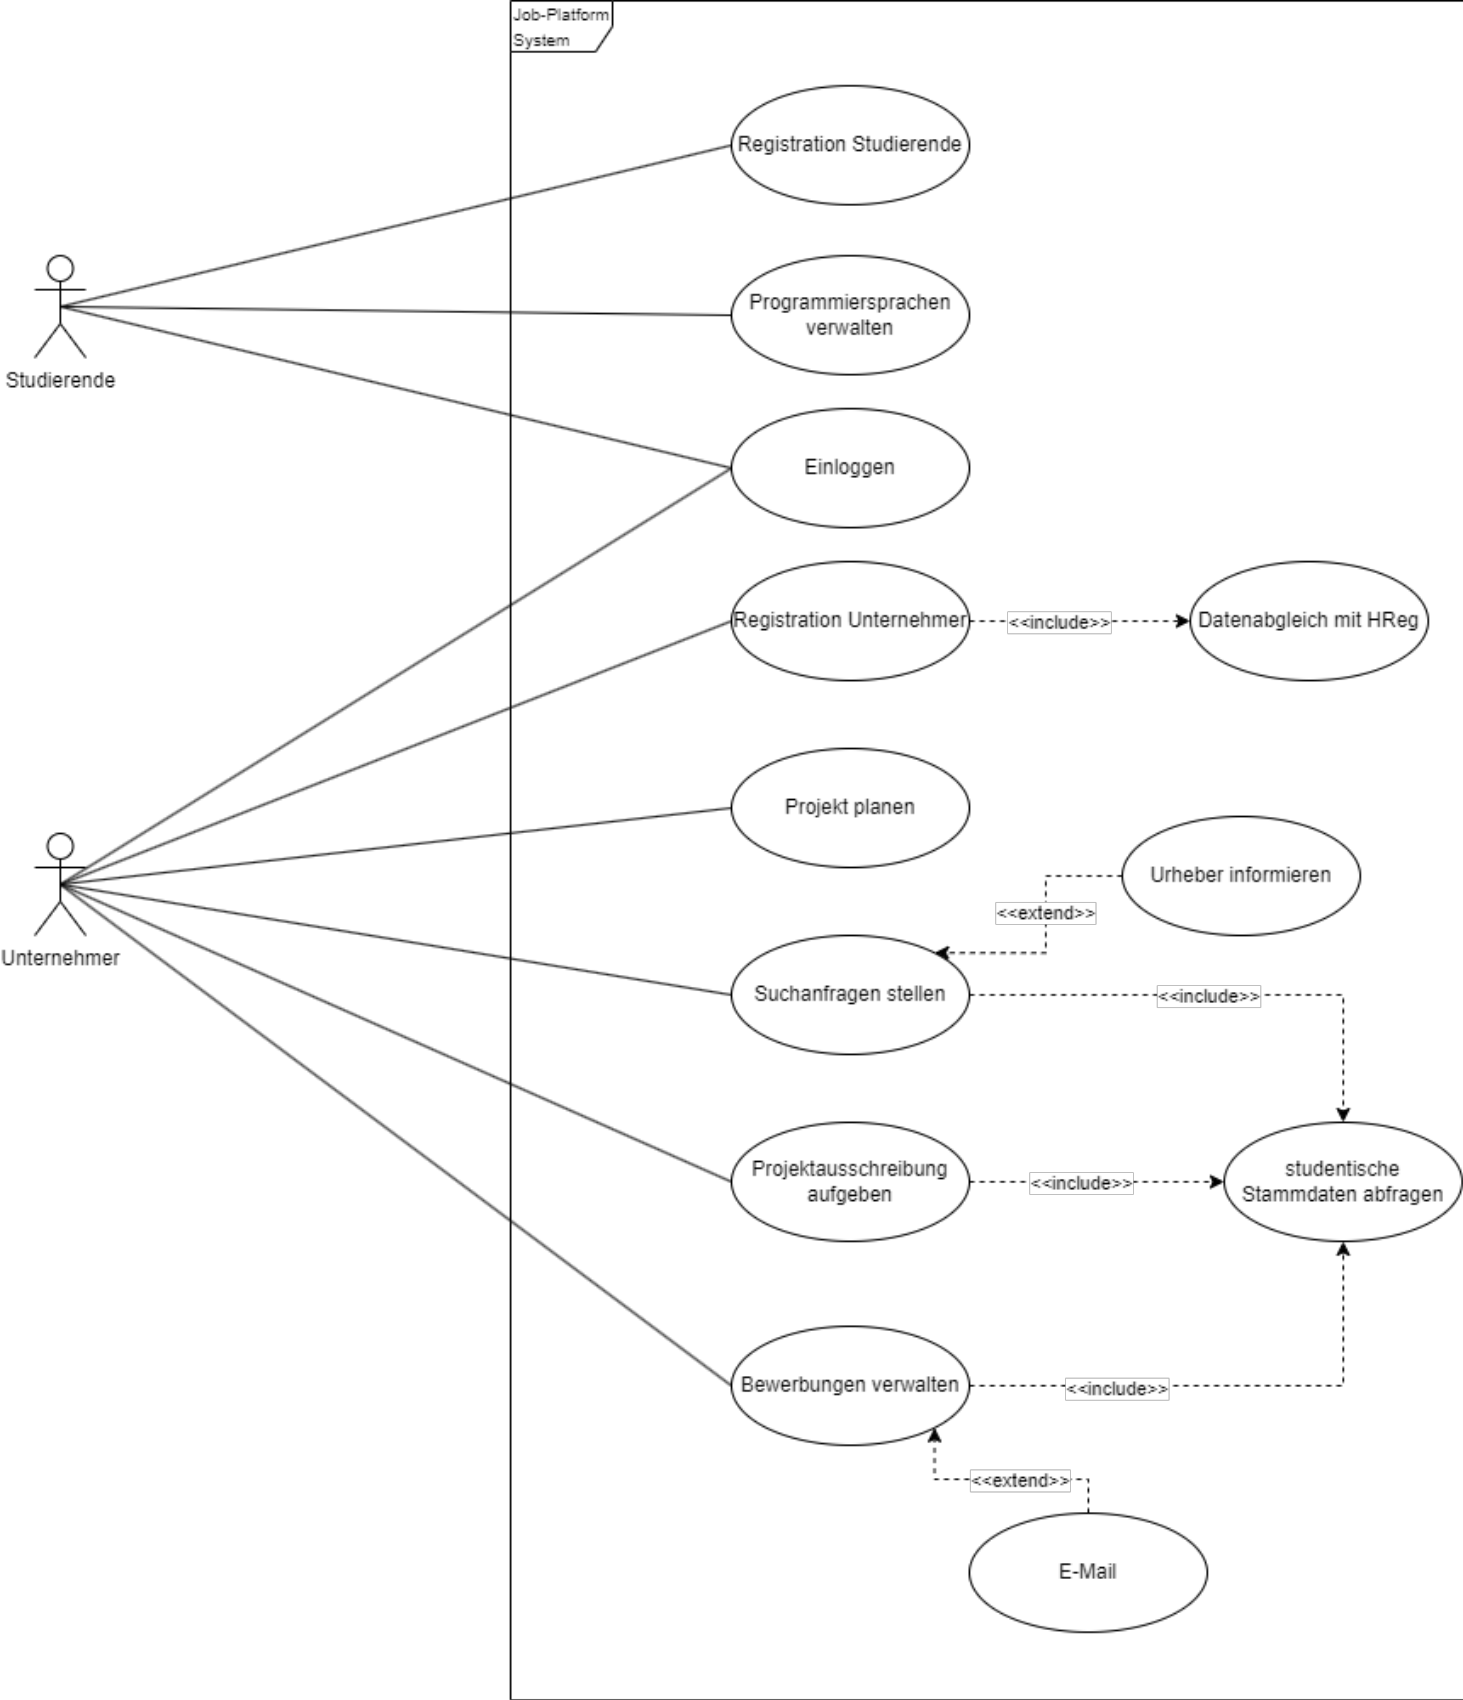 Job-Platform
System
Registration Studierende
Programmiersprachen
verwalten
Studierende
Einloggen
Registration Unternehmer
<<include>>
Datenabgleich mit HReg
Projekt planen
Urheber informieren
<<extend>>
Unternehmer
Suchanfragen stellen
<<include>>
Projektausschreibung
aufgeben
<<include>>
studentische
Stammdaten abfragen
Bewerbungen verwalten
<<include>>
<<extend>>
E-Mail